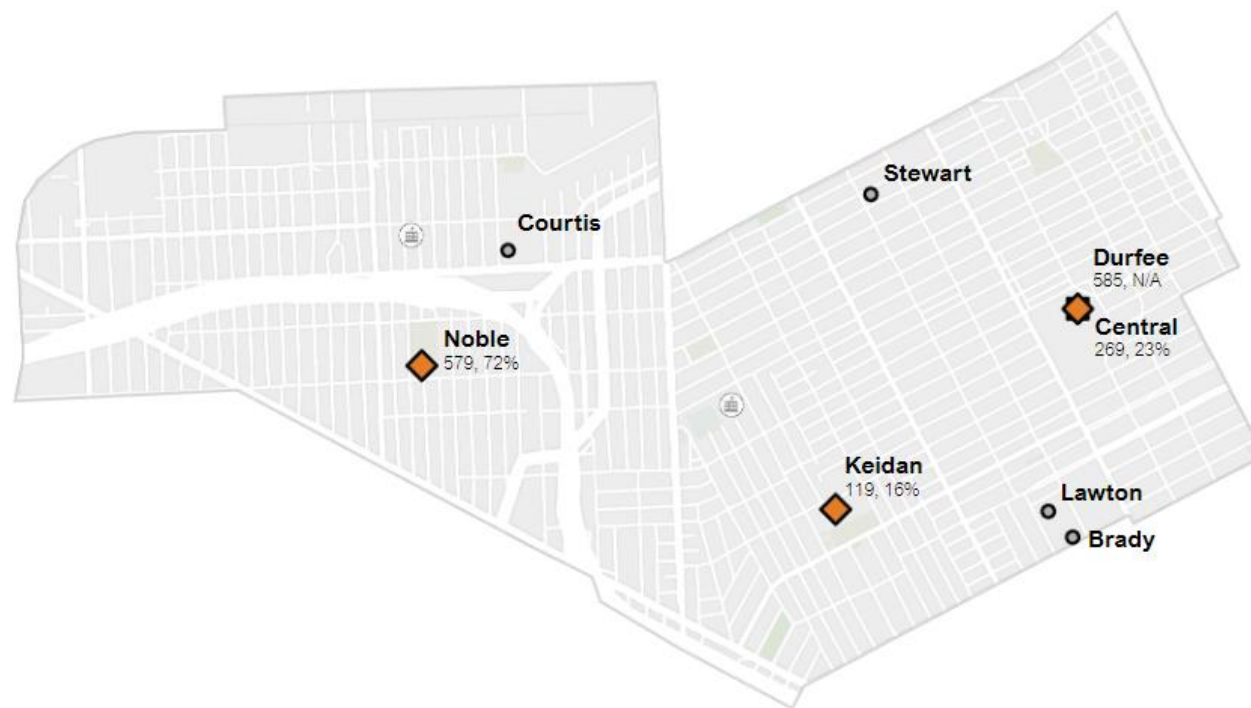 Stewart
Courtis
Durfee
585, N/A
Central
269, 23%
Noble
579, 72%
Keidan
119, 16%
Lawton
Brady